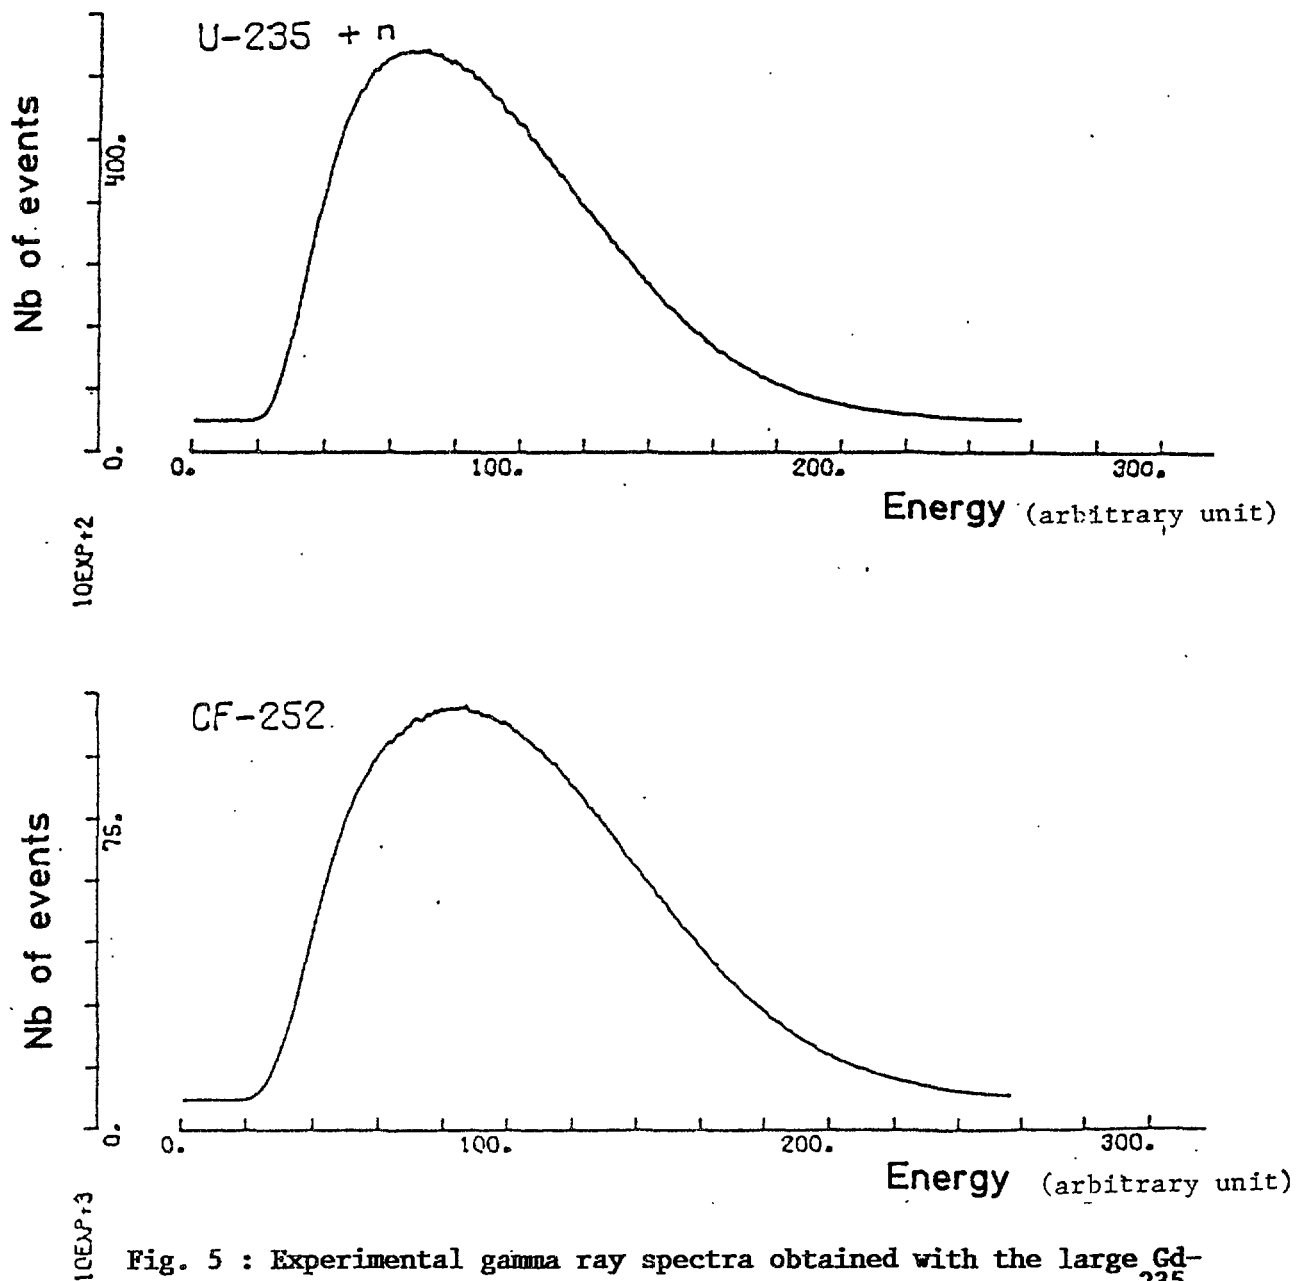 U-235 + n
Nb of events
400.
0.
0.
100.
200.
300.
Energy (arbitrary unit)
10EXP+2
CF-252
Nb of events
75.
0.
0.
100.
200.
300.
Energy (arbitrary unit)
10EXP+3
Fig. 5 : Experimental gamma ray spectra obtained with the large Gd-
235